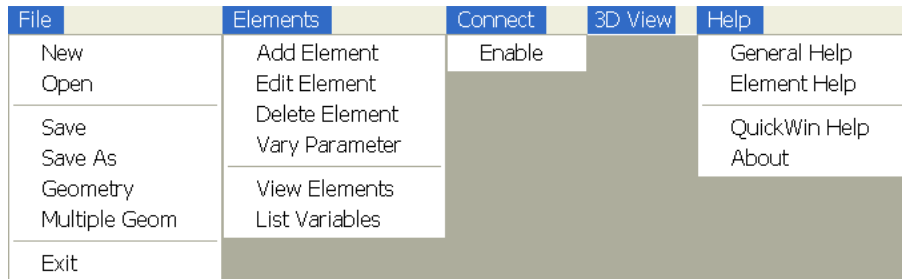 File
New
Open
Save
Save As
Geometry
Multiple Geom
Exit
Elements
Add Element
Edit Element
Delete Element
Vary Parameter
View Elements
List Variables
Connect
Enable
3D View
Help
General Help
Element Help
QuickWin Help
About